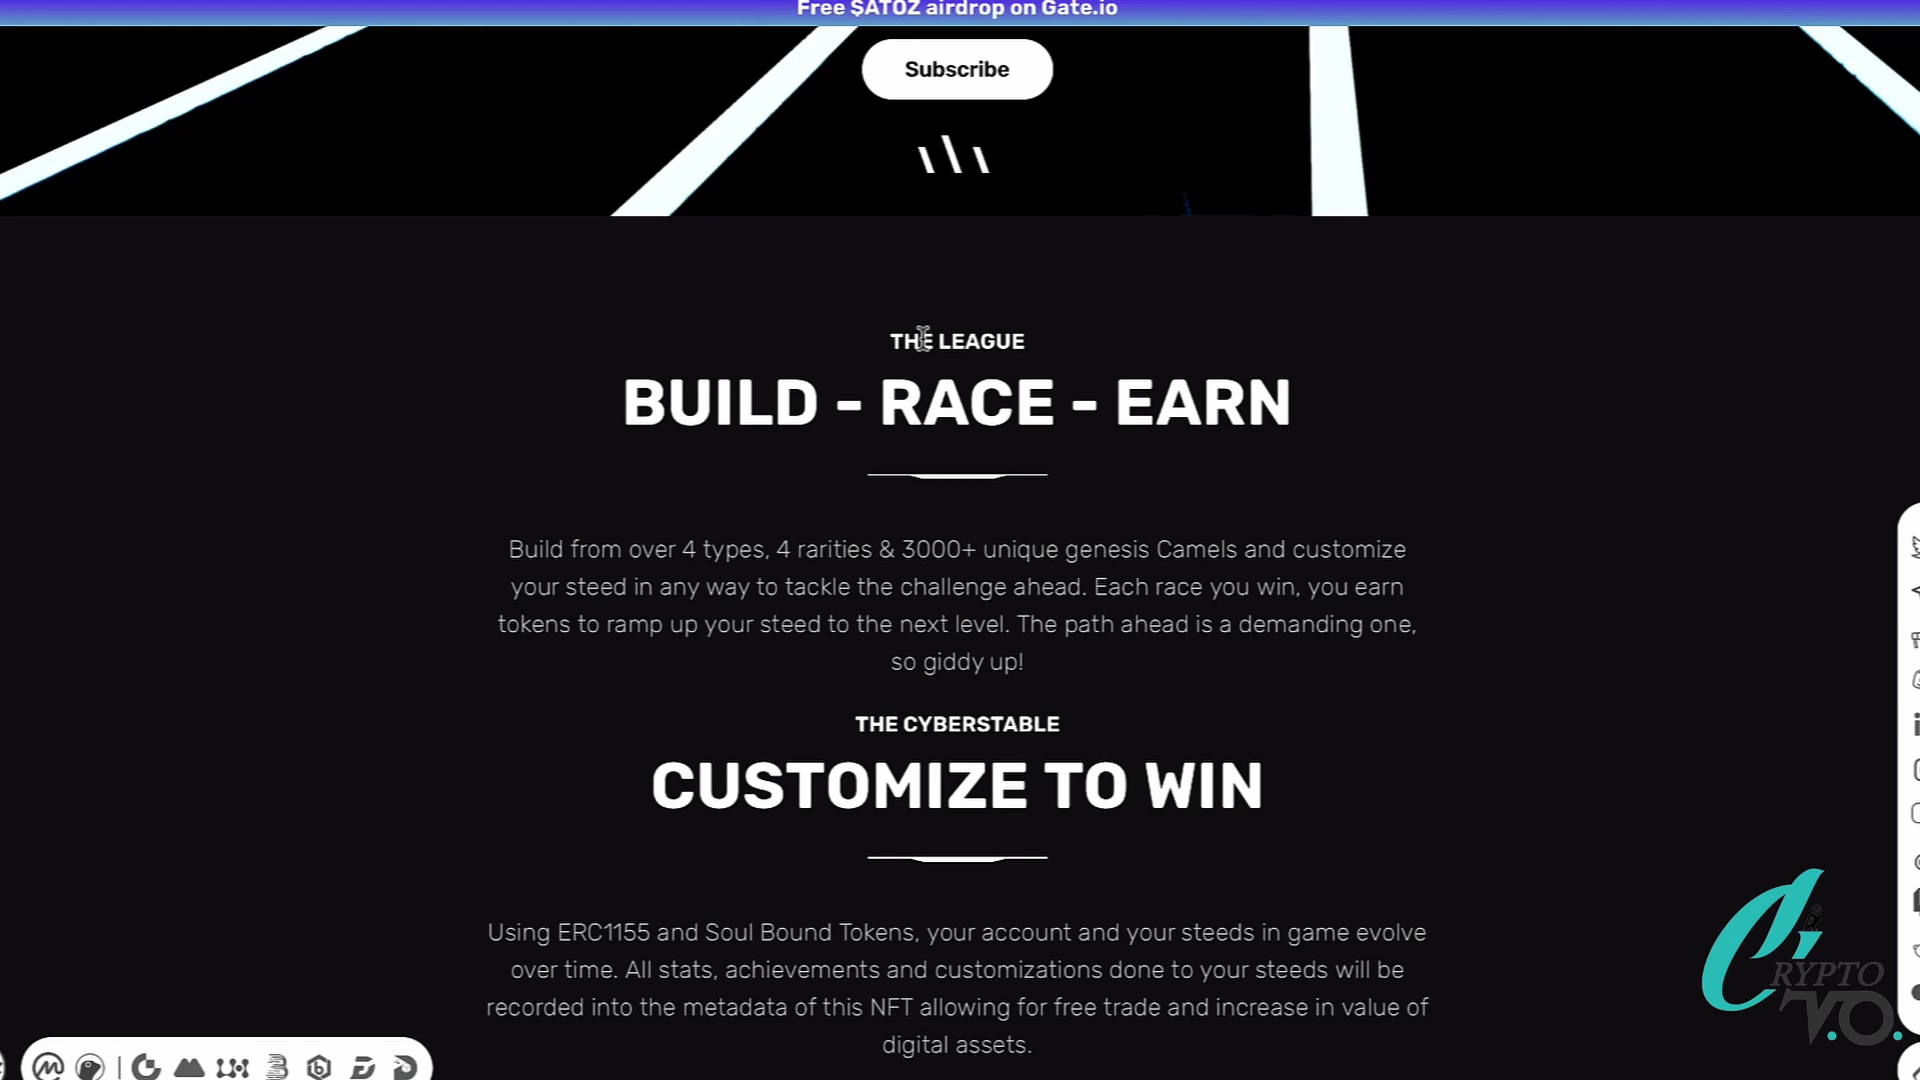 Free $ATOZ airdrop on Gate.io
Subscribe
THE LEAGUE
BUILD - RACE - EARN
Build from over 4 types, 4 rarities & 3000+ unique genesis Camels and customize
your steed in any way to tackle the challenge ahead. Each race you win, you earn
tokens to ramp up your steed to the next level. The path ahead is a demanding one,
so giddy up!
THE CYBERSTABLE
CUSTOMIZE TO WIN
Using ERC1155 and Soul Bound Tokens, your account and your steeds in game evolve
over time. All stats, achievements and customizations done to your steeds will be
recorded into the metadata of this NFT allowing for free trade and increase in value of
digital assets.
CRYPTO
V.O.